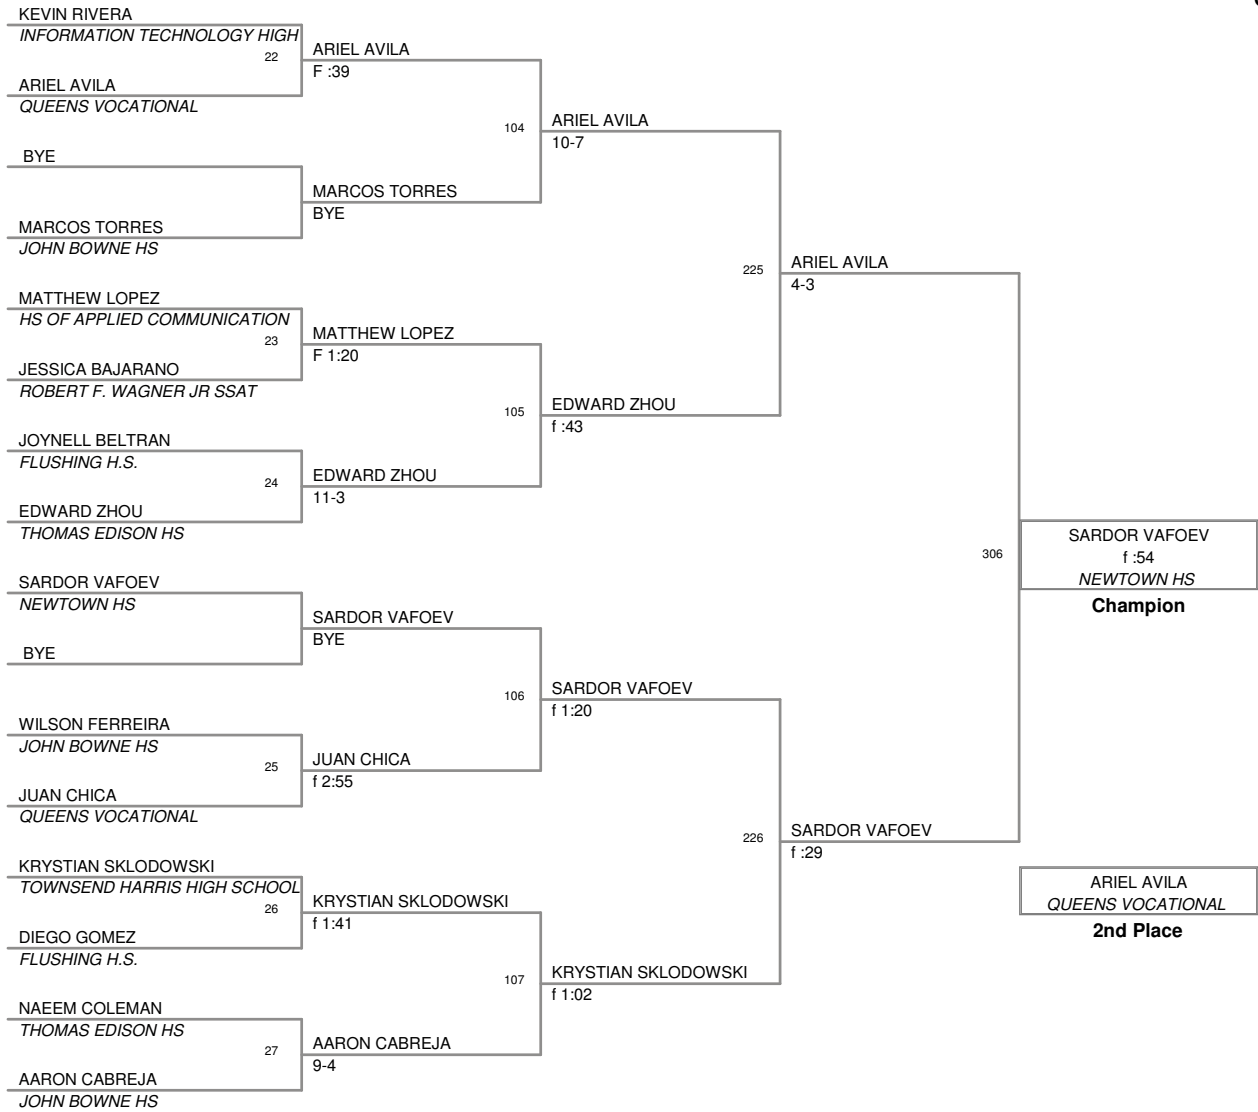 KEVIN RIVERA
INFORMATION TECHNOLOGY HIGH
22
ARIEL AVILA
F :39
ARIEL AVILA
QUEENS VOCATIONAL
104
ARIEL AVILA
10-7
BYE
MARCOS TORRES
BYE
MARCOS TORRES
JOHN BOWNE HS
225
ARIEL AVILA
4-3
MATTHEW LOPEZ
HS OF APPLIED COMMUNICATION
23
MATTHEW LOPEZ
F 1:20
JESSICA BAJARANO
ROBERT F. WAGNER JR SSAT
105
EDWARD ZHOU
f :43
JOYNELL BELTRAN
FLUSHING H.S.
24
EDWARD ZHOU
11-3
EDWARD ZHOU
THOMAS EDISON HS
306
SARDOR VAFOEV
f :54
NEWTOWN HS
Champion
SARDOR VAFOEV
NEWTOWN HS
SARDOR VAFOEV
BYE
BYE
106
SARDOR VAFOEV
f 1:20
WILSON FERREIRA
JOHN BOWNE HS
25
JUAN CHICA
f 2:55
JUAN CHICA
QUEENS VOCATIONAL
226
SARDOR VAFOEV
f :29
KRYSTIAN SKLODOWSKI
TOWNSEND HARRIS HIGH SCHOOL
26
KRYSTIAN SKLODOWSKI
f 1:41
DIEGO GOMEZ
FLUSHING H.S.
107
KRYSTIAN SKLODOWSKI
f 1:02
NAEEM COLEMAN
THOMAS EDISON HS
27
AARON CABREJA
9-4
AARON CABREJA
JOHN BOWNE HS
ARIEL AVILA
QUEENS VOCATIONAL
2nd Place